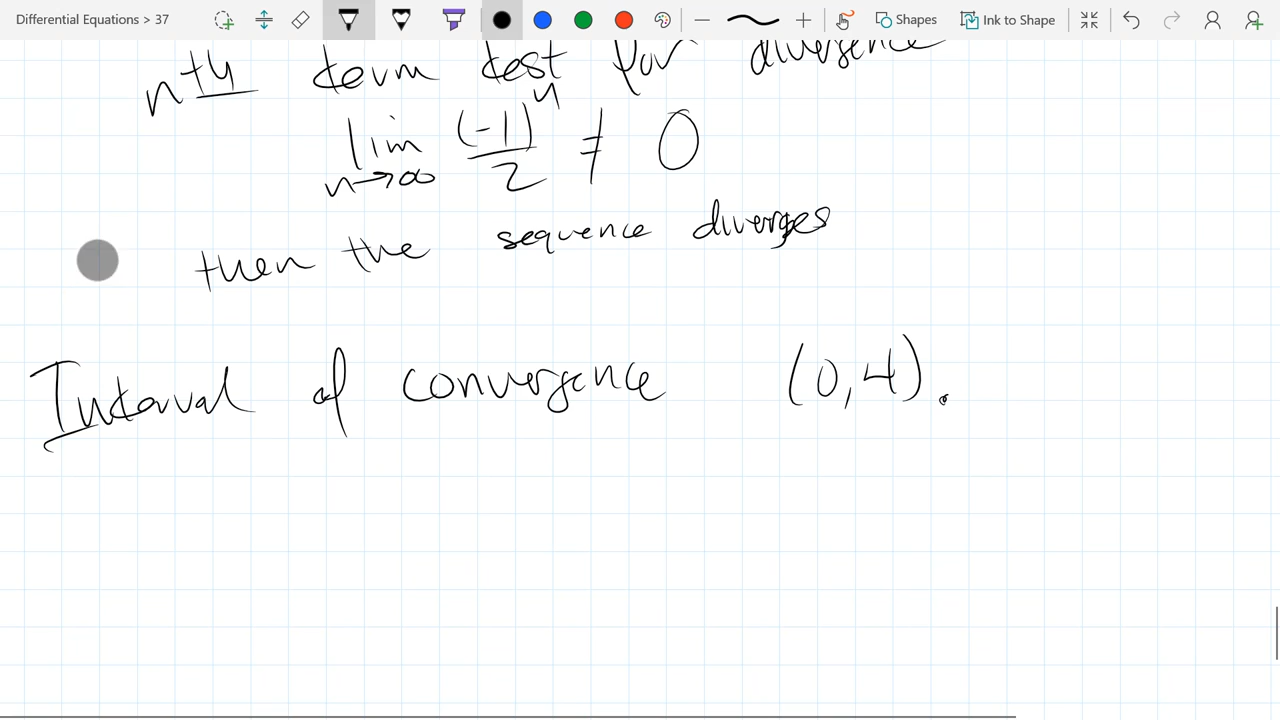 Differential Equations > 37
Shapes
Ink to Shape
nth term test for divergence
lim n→∞ (-1)^n/2 ≠ 0
then the sequence diverges
Interval of convergence (0,4).